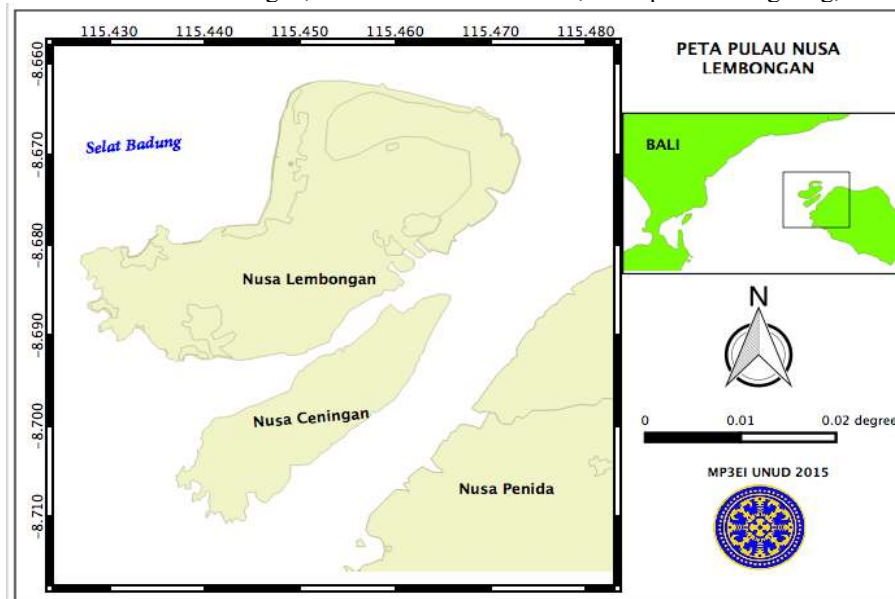 115.430 115.440 115.450 115.460 115.470 115.480
-8.660
-8.670
-8.680
-8.690
-8.700
-8.710
Selat Badung
Nusa Lembongan
Nusa Ceningan
Nusa Penida
PETA PULAU NUSA
LEMBONGAN
BALI
N
0 0.01 0.02 degree
MP3EI UNUD 2015